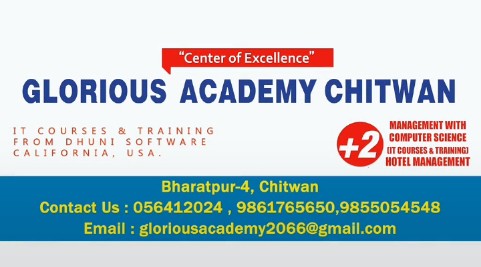 "Center of Excellence"
GLORIOUS ACADEMY CHITWAN
IT COURSES & TRAINING
FROM DHUNI SOFTWARE
CALIFORNIA, USA.
+2
MANAGEMENT WITH
COMPUTER SCIENCE
(IT COURSES & TRAINING)
HOTEL MANAGEMENT
Bharatpur-4, Chitwan
Contact Us : 056412024 , 9861765650,9855054548
Email : gloriousacademy2066@gmail.com